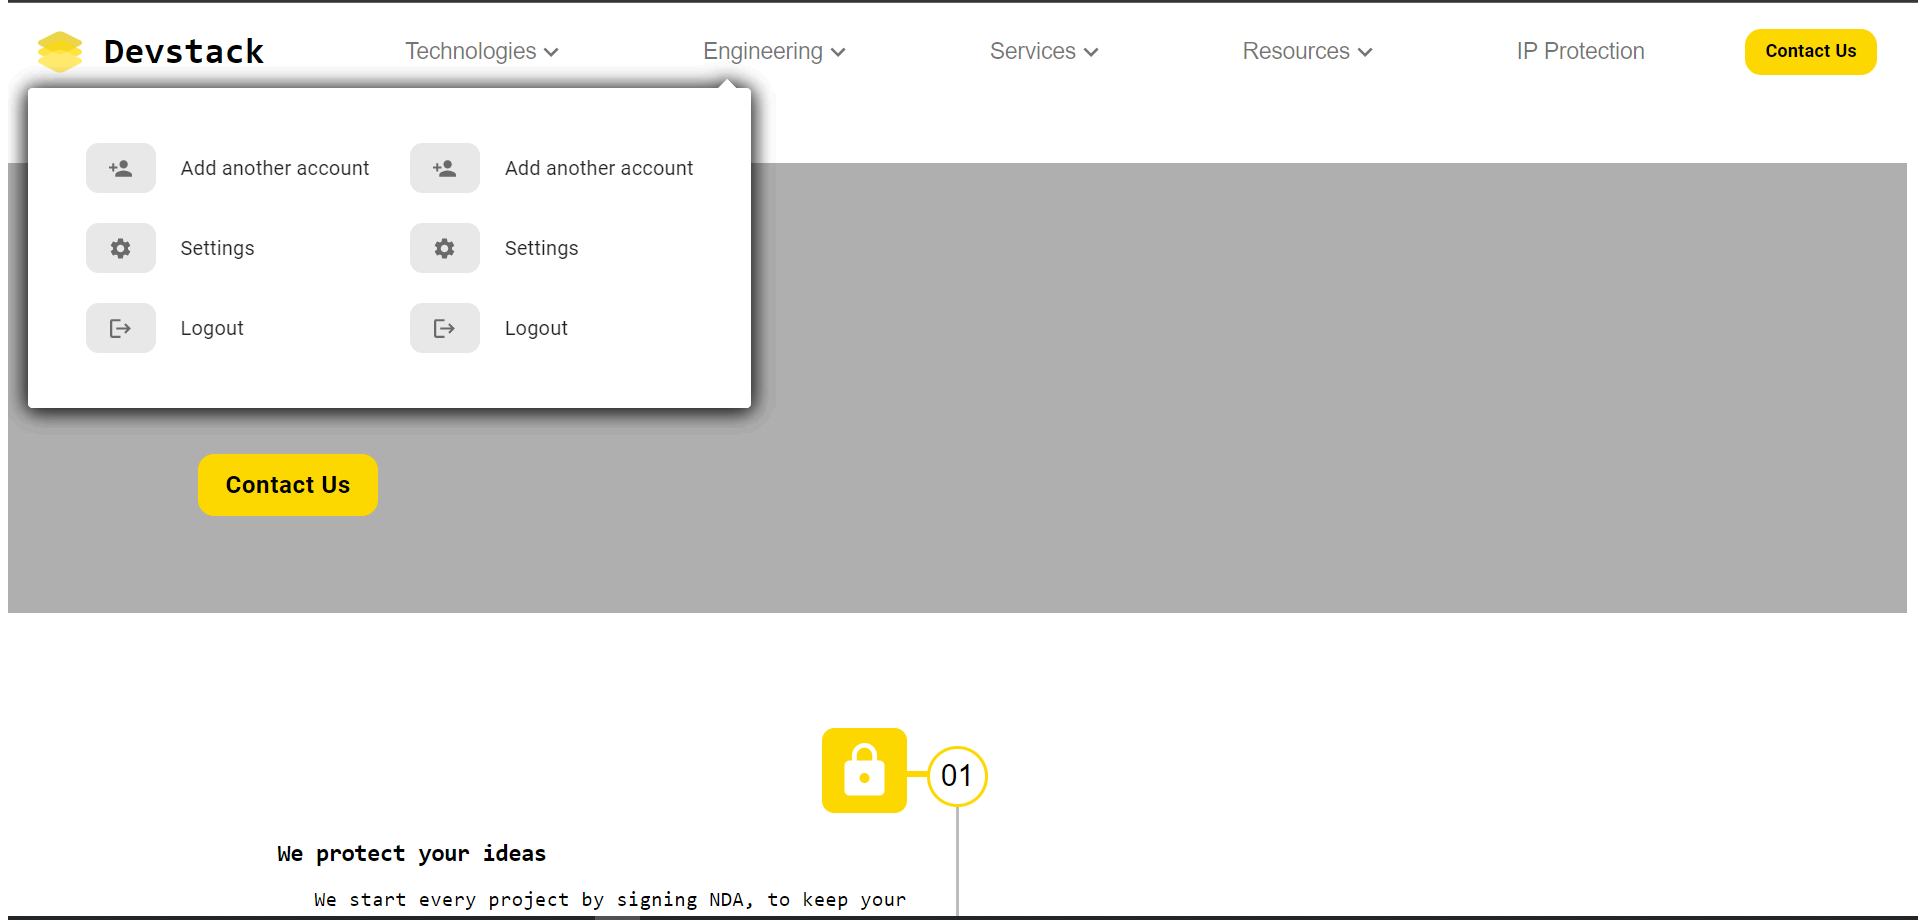 Devstack
Technologies
Engineering
Services
Resources
IP Protection
Contact Us
Add another account
Add another account
Settings
Settings
Logout
Logout
Contact Us
01
We protect your ideas
We start every project by signing NDA, to keep your